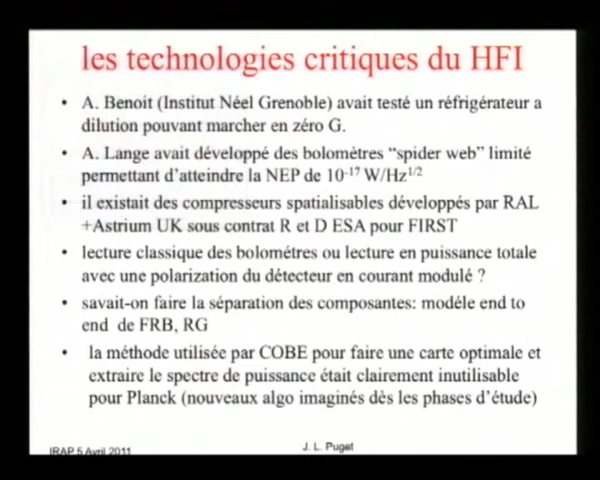 les technologies critiques du HFI
• A. Benoit (Institut Néel Grenoble) avait testé un réfrigérateur a
dilution pouvant marcher en zéro G.
• A. Lange avait développé des bolomètres “spider web” limité
permettant d’atteindre la NEP de 10-17 W/Hz1/2
• il existait des compresseurs spatialisables développés par RAL
+Astrium UK sous contrat R et D ESA pour FIRST
• lecture classique des bolométres ou lecture en puissance totale
avec une polarization du détecteur en courant modulé ?
• savait-on faire la séparation des composantes: modéle end to
end de FRB, RG
• la méthode utilisée par COBE pour faire une carte optimale et
extraire le spectre de puissance était clairement inutilisable
pour Planck (nouveaux algo imaginés dès les phases d’étude)
IRAP 5 Avril 2011
J. L. Puget